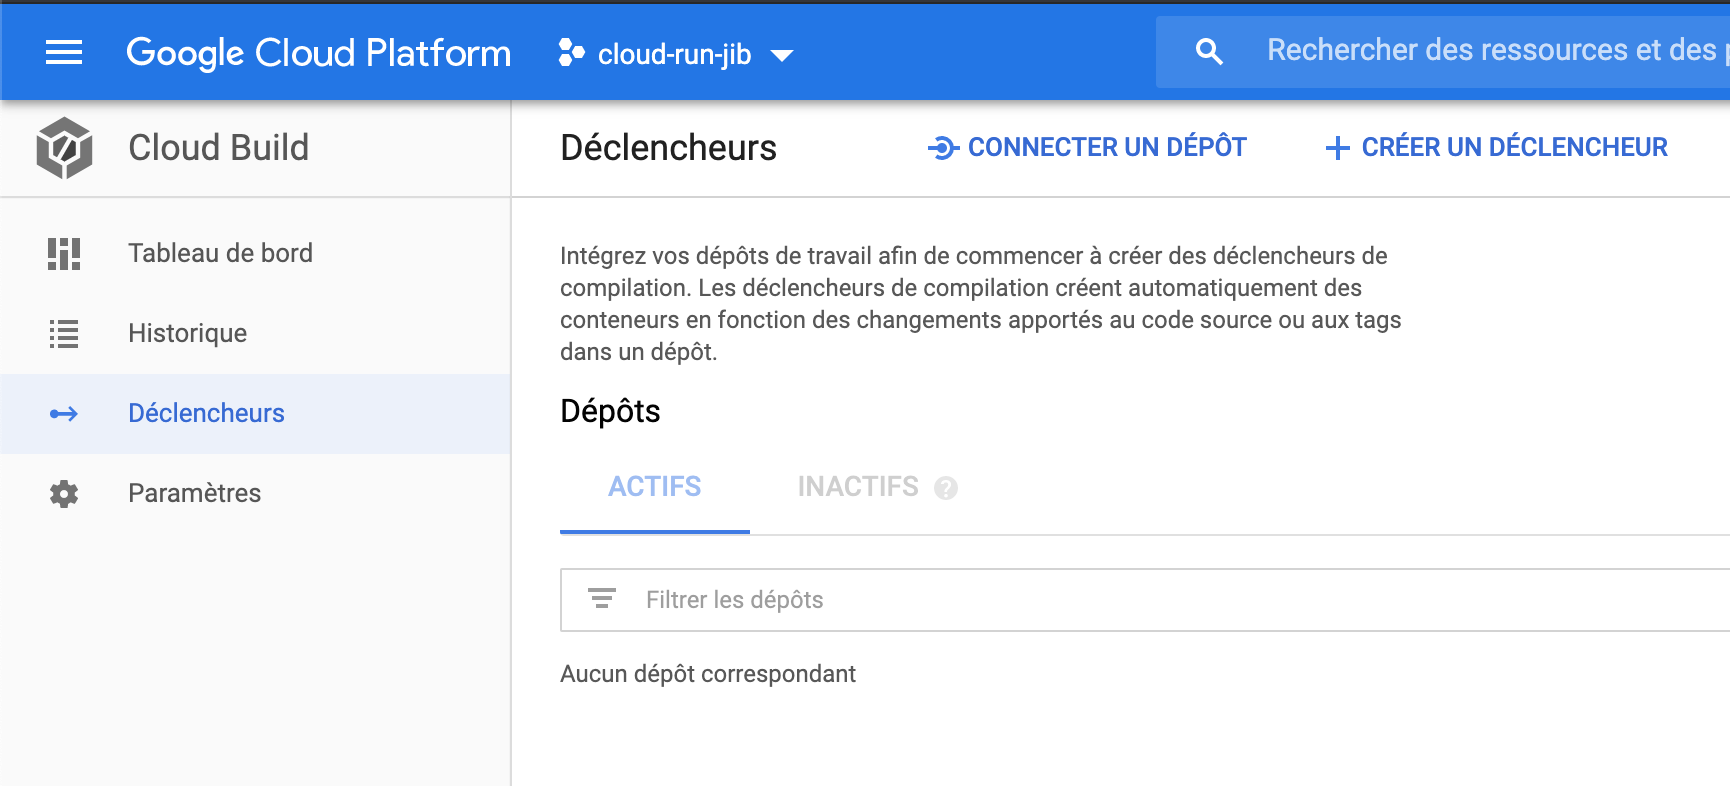 Google Cloud Platform
cloud-run-jib
Rechercher des ressources et des
Cloud Build
Déclencheurs
CONNECTER UN DÉPÔT
CRÉER UN DÉCLENCHEUR
Tableau de bord
Historique
Déclencheurs
Paramètres
Intégrez vos dépôts de travail afin de commencer à créer des déclencheurs de
compilation. Les déclencheurs de compilation créent automatiquement des
conteneurs en fonction des changements apportés au code source ou aux tags
dans un dépôt.
Dépôts
ACTIFS
INACTIFS ?
Filtrer les dépôts
Aucun dépôt correspondant